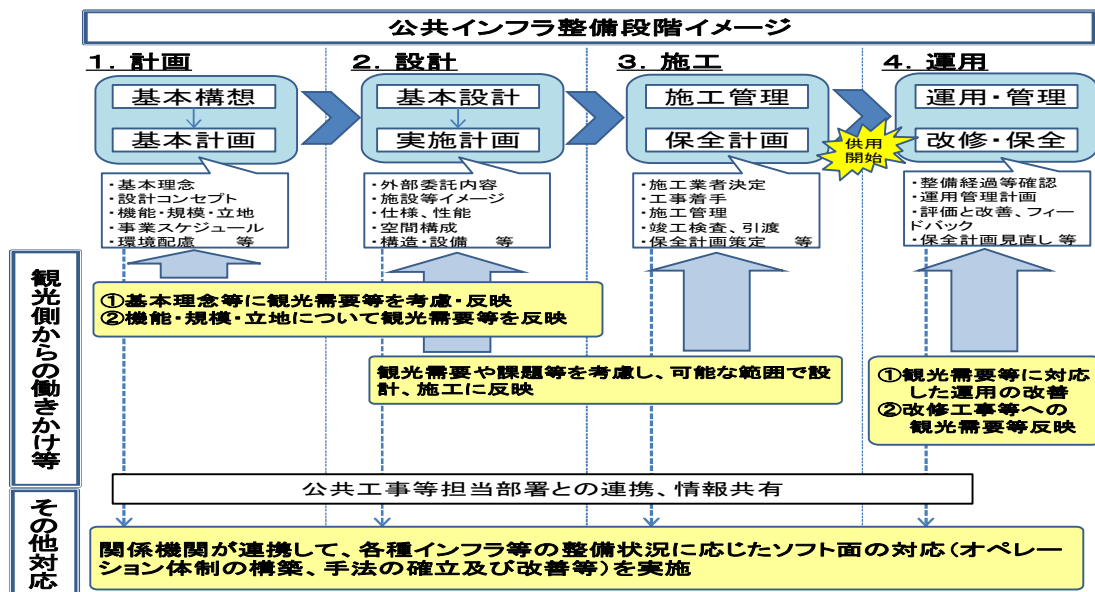 公共インフラ整備段階イメージ
1. 計画
基本構想
基本計画
・基本理念
・設計コンセプト
・機能・規模・立地
・事業スケジュール
・環境配慮　等
2. 設計
基本設計
実施計画
・外部委託内容
・施設等イメージ
・仕様、性能
・空間構成
・構造・設備　等
3. 施工
施工管理
保全計画
・施工業者決定
・工事着手
・施工管理
・竣工検査、引渡
・保全計画策定　等
供用
開始
4. 運用
運用・管理
改修・保全
・整備経過等確認
・運用管理計画
・評価と改善、フィー
ドバック
・保全計画見直し 等
観光側からの働きかけ等
①基本理念等に観光需要等を考慮・反映
②機能・規模・立地について観光需要等を反映
観光需要や課題等を考慮し、可能な範囲で設
計、施工に反映
①観光需要等に対応
した運用の改善
②改修工事等への
観光需要等反映
その他対応
公共工事等担当部署との連携、情報共有
関係機関が連携して、各種インフラ等の整備状況に応じたソフト面の対応（オペレー
ション体制の構築、手法の確立及び改善等）を実施